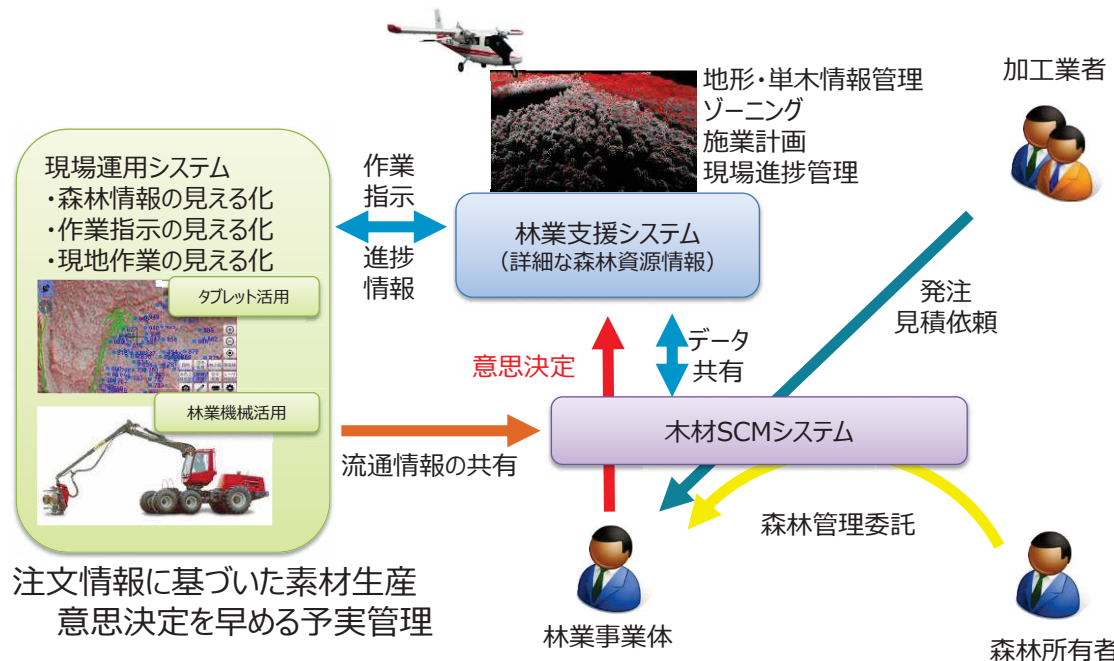 地形・単木情報管理
ゾーニング
施業計画
現場進捗管理
加工業者
現場運用システム
・森林情報の見える化
・作業指示の見える化
・現地作業の見える化
作業
指示
進捗
情報
林業支援システム
（詳細な森林資源情報）
タブレット活用
林業機械活用
発注
見積依頼
意思決定
データ
共有
木材SCMシステム
流通情報の共有
森林管理委託
注文情報に基づいた素材生産
意思決定を早める予実管理
林業事業体
森林所有者